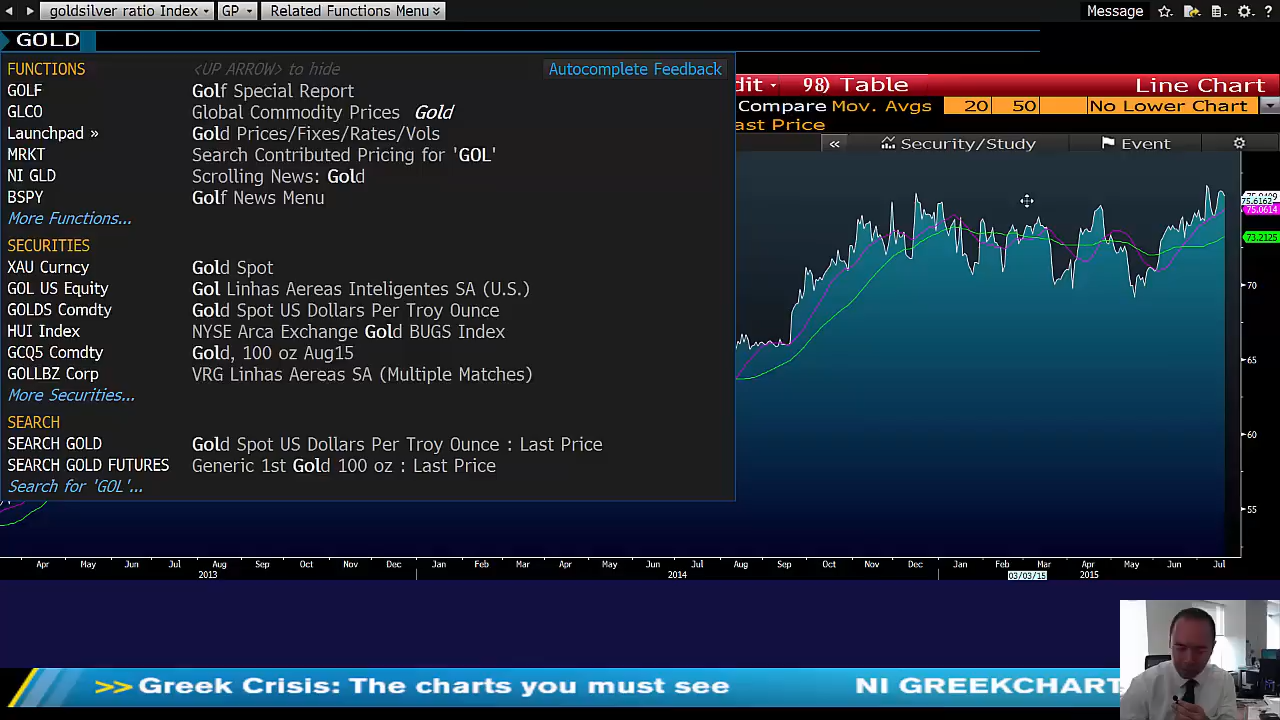 goldsilver ratio Index GP Related Functions Menu Message
GOLD
FUNCTIONS <UP ARROW> to hide Autocomplete Feedback
GOLF Golf Special Report
GLCO Global Commodity Prices Gold
Launchpad » Gold Prices/Fixes/Rates/Vols
MRKT Search Contributed Pricing for 'GOL'
NI GLD Scrolling News: Gold
BSPY Golf News Menu
More Functions...
SECURITIES
XAU Curncy Gold Spot
GOL US Equity Gol Linhas Aereas Inteligentes SA (U.S.)
GOLDS Comdty Gold Spot US Dollars Per Troy Ounce
HUI Index NYSE Arca Exchange Gold BUGS Index
GCQ5 Comdty Gold, 100 oz Aug15
GOLLBZ Corp VRG Linhas Aereas SA (Multiple Matches)
More Securities...
SEARCH
SEARCH GOLD Gold Spot US Dollars Per Troy Ounce : Last Price
SEARCH GOLD FUTURES Generic 1st Gold 100 oz : Last Price
Search for 'GOL'...
dit 98) Table Line Chart
Compare Mov. Avgs 20 50 No Lower Chart
ast Price
« Security/Study Event
75.6162
75.0614
73.2125
70
65
60
55
Apr May Jun Jul Aug Sep Oct Nov Dec Jan Feb Mar Apr May Jun Jul Aug Sep Oct Nov Dec Jan Feb Mar Apr May Jun Jul
2013 2014 03/03/15 2015
>> Greek Crisis: The charts you must see NI GREEKCHART